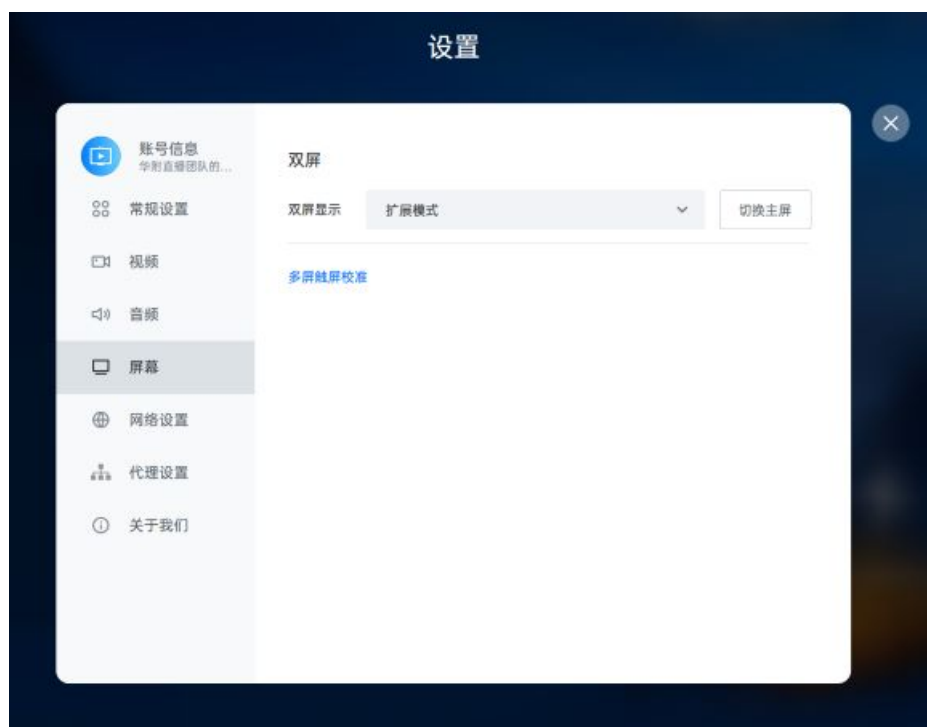 设置
账号信息
华附直播团队的...
常规设置
视频
音频
屏幕
网络设置
代理设置
关于我们
双屏
双屏显示 扩展模式 切换主屏
多屏触屏校准